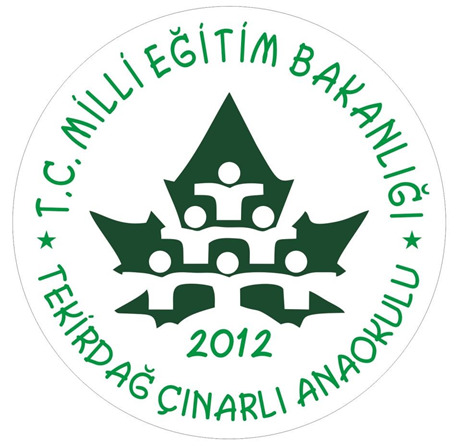 T.C. MİLLİ EĞİTİM BAKANLIĞI
2012
TEKİRDAĞ ÇINARLI ANAOKULU